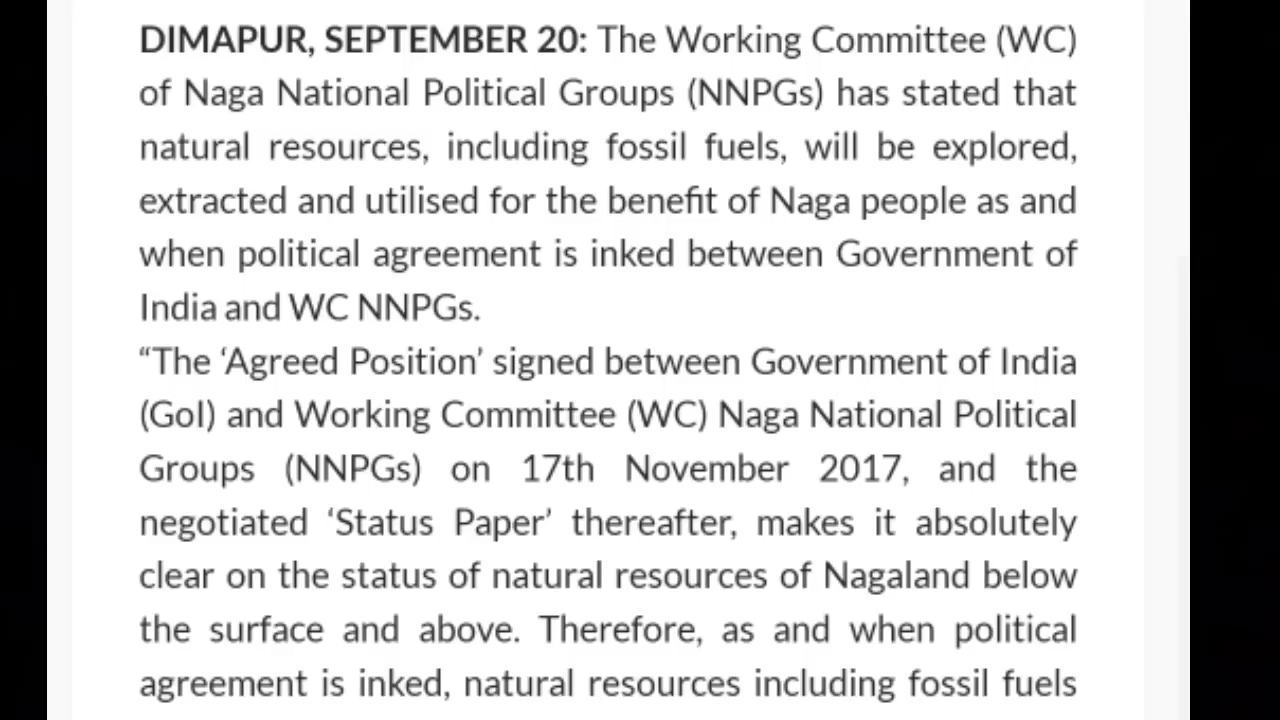 DIMAPUR, SEPTEMBER 20: The Working Committee (WC)
of Naga National Political Groups (NNPGs) has stated that
natural resources, including fossil fuels, will be explored,
extracted and utilised for the benefit of Naga people as and
when political agreement is inked between Government of
India and WC NNPGs.
“The ‘Agreed Position’ signed between Government of India
(GoI) and Working Committee (WC) Naga National Political
Groups (NNPGs) on 17th November 2017, and the
negotiated ‘Status Paper’ thereafter, makes it absolutely
clear on the status of natural resources of Nagaland below
the surface and above. Therefore, as and when political
agreement is inked, natural resources including fossil fuels